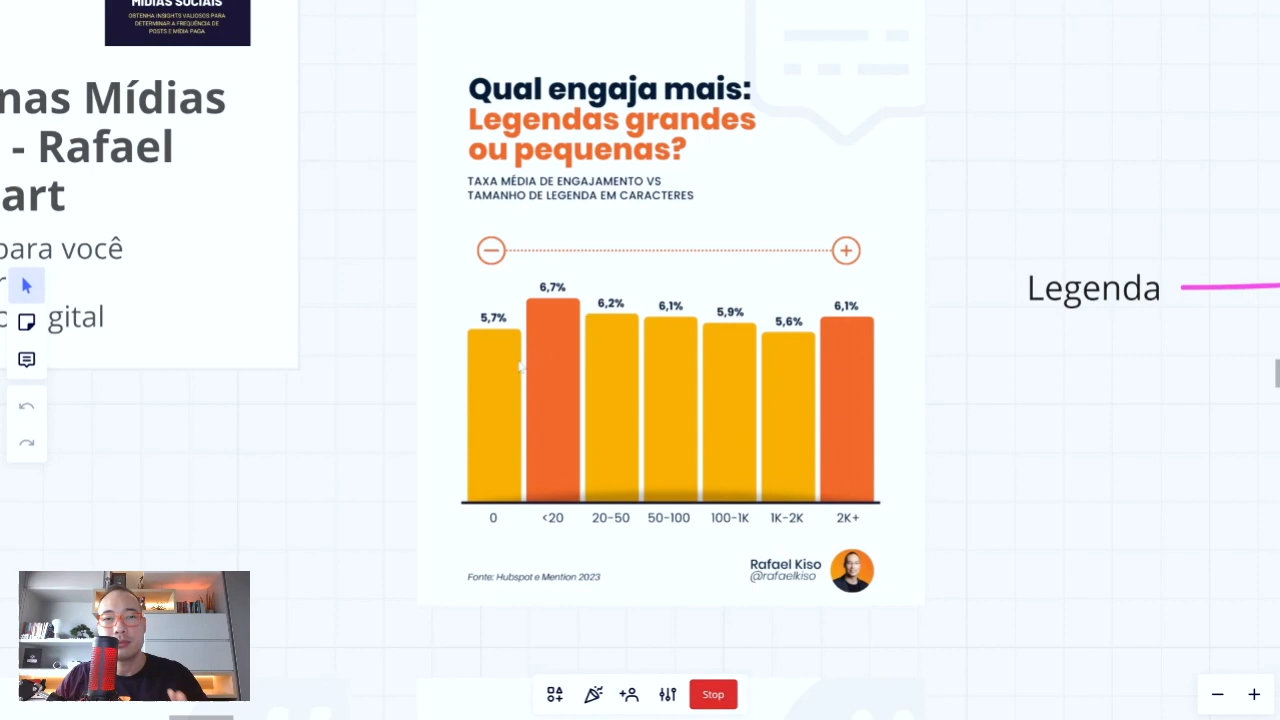 MÍDIAS SOCIAIS
OBTENHA INSIGHTS VALIOSOS PARA
DETERMINAR A FREQUÊNCIA DE
POSTS E MÍDIA PAGA
nas Mídias
- Rafael
art
para você
gital
Qual engaja mais:
Legendas grandes
ou pequenas?
TAXA MÉDIA DE ENGAJAMENTO VS
TAMANHO DE LEGENDA EM CARACTERES
5,7%
6,7%
6,2%
6,1%
5,9%
5,6%
6,1%
0
<20
20-50
50-100
100-1K
1K-2K
2K+
Fonte: Hubspot e Mention 2023
Rafael Kiso
@rafaelkiso
Legenda
Stop